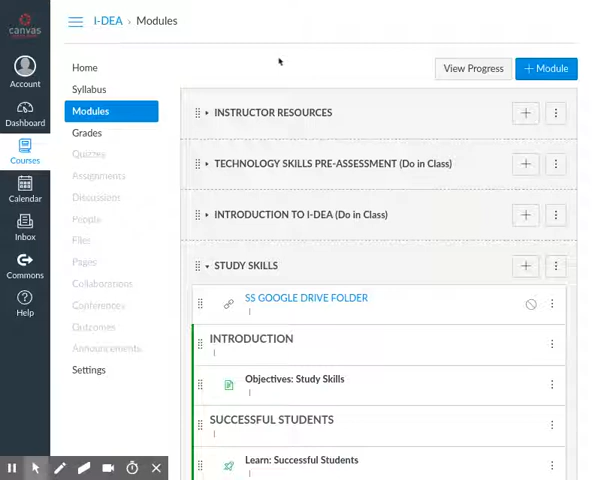 canvas
I-DEA › Modules
Account
Dashboard
Courses
Calendar
Inbox
Commons
Help
Home
Syllabus
Modules
Grades
Quizzes
Assignments
Discussions
People
Files
Pages
Collaborations
Conferences
Outcomes
Announcements
Settings
View Progress
+ Module
INSTRUCTOR RESOURCES
TECHNOLOGY SKILLS PRE-ASSESSMENT (Do in Class)
INTRODUCTION TO I-DEA (Do in Class)
STUDY SKILLS
SS GOOGLE DRIVE FOLDER
INTRODUCTION
Objectives: Study Skills
SUCCESSFUL STUDENTS
Learn: Successful Students